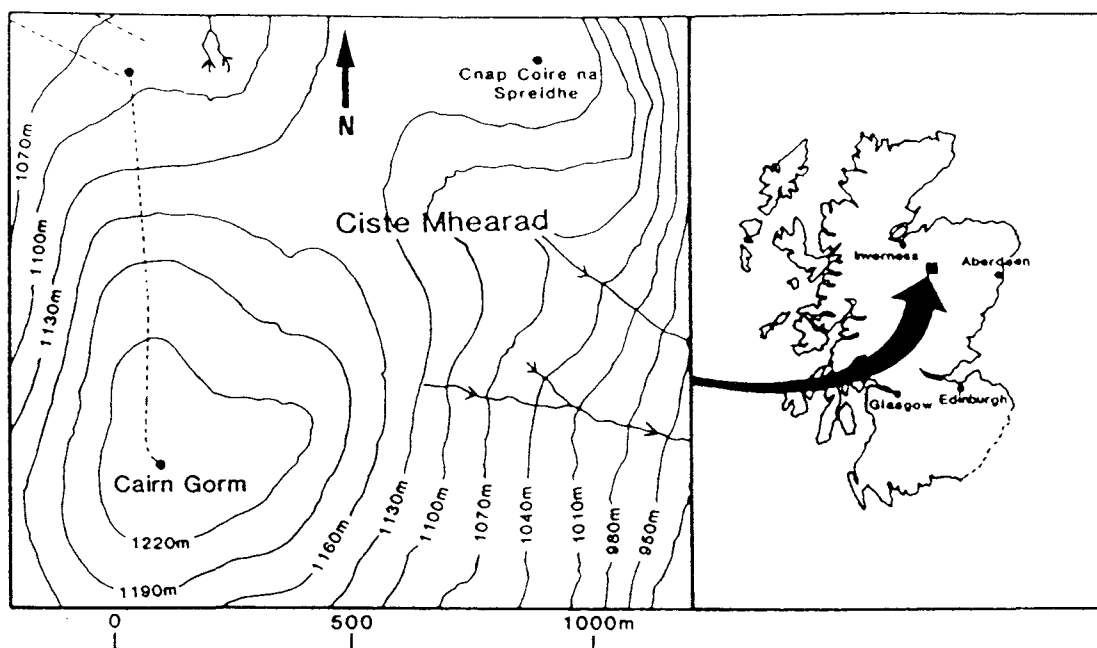 Cnap Coire na
Spreidhe
N
1070m
1100m
1130m
Ciste Mhearad
Cairn Gorm
1220m
1190m
1160m
1130m
1100m
1070m
1040m
1010m
980m
950m
0
500
1000m
Inverness
Aberdeen
Glasgow
Edinburgh